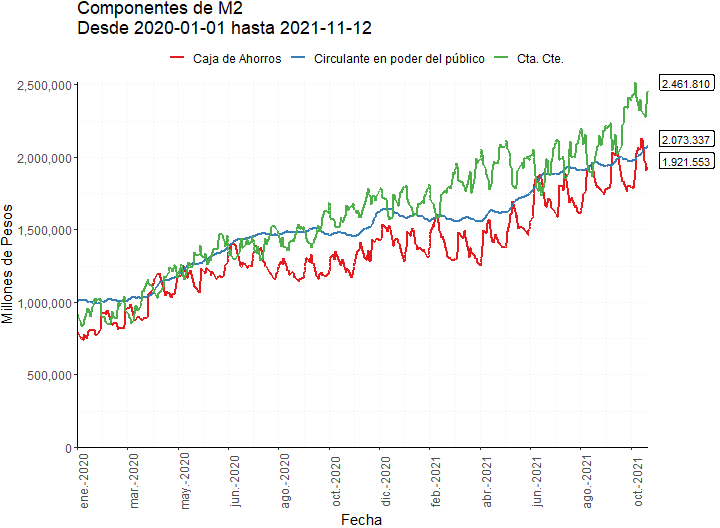 Componentes de M2
Desde 2020-01-01 hasta 2021-11-12
Caja de Ahorros
Circulante en poder del público
Cta. Cte.
Millones de Pesos
2,500,000
2,000,000
1,500,000
1,000,000
500,000
0
2.461.810
2.073.337
1.921.553
ene.-2020
mar.-2020
may.-2020
jun.-2020
ago.-2020
oct.-2020
dic.-2020
feb.-2021
abr.-2021
jun.-2021
ago.-2021
oct.-2021
Fecha